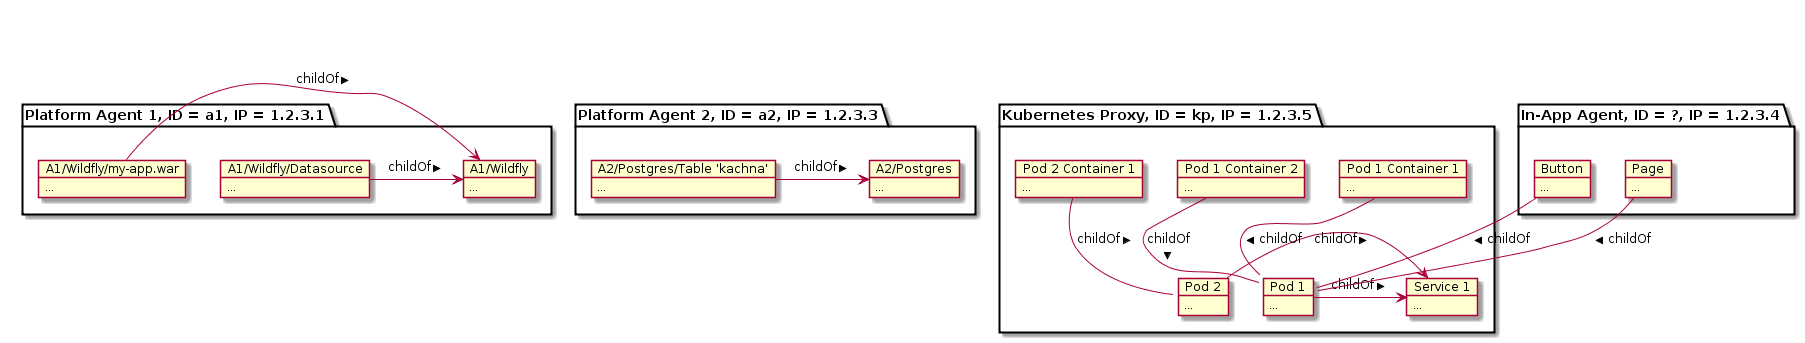 childOf ▶
Platform Agent 1, ID = a1, IP = 1.2.3.1
A1/Wildfly/my-app.war
...
A1/Wildfly/Datasource
...
childOf ▶
A1/Wildfly
...
Platform Agent 2, ID = a2, IP = 1.2.3.3
A2/Postgres/Table 'kachna'
...
childOf ▶
A2/Postgres
...
Kubernetes Proxy, ID = kp, IP = 1.2.3.5
Pod 2 Container 1
...
Pod 1 Container 2
...
Pod 1 Container 1
...
childOf ▶
childOf
▼
◀ childOf
childOf ▶
Pod 2
...
Pod 1
...
childOf ▶
Service 1
...
In-App Agent, ID = ?, IP = 1.2.3.4
Button
...
Page
...
◀ childOf
◀ childOf